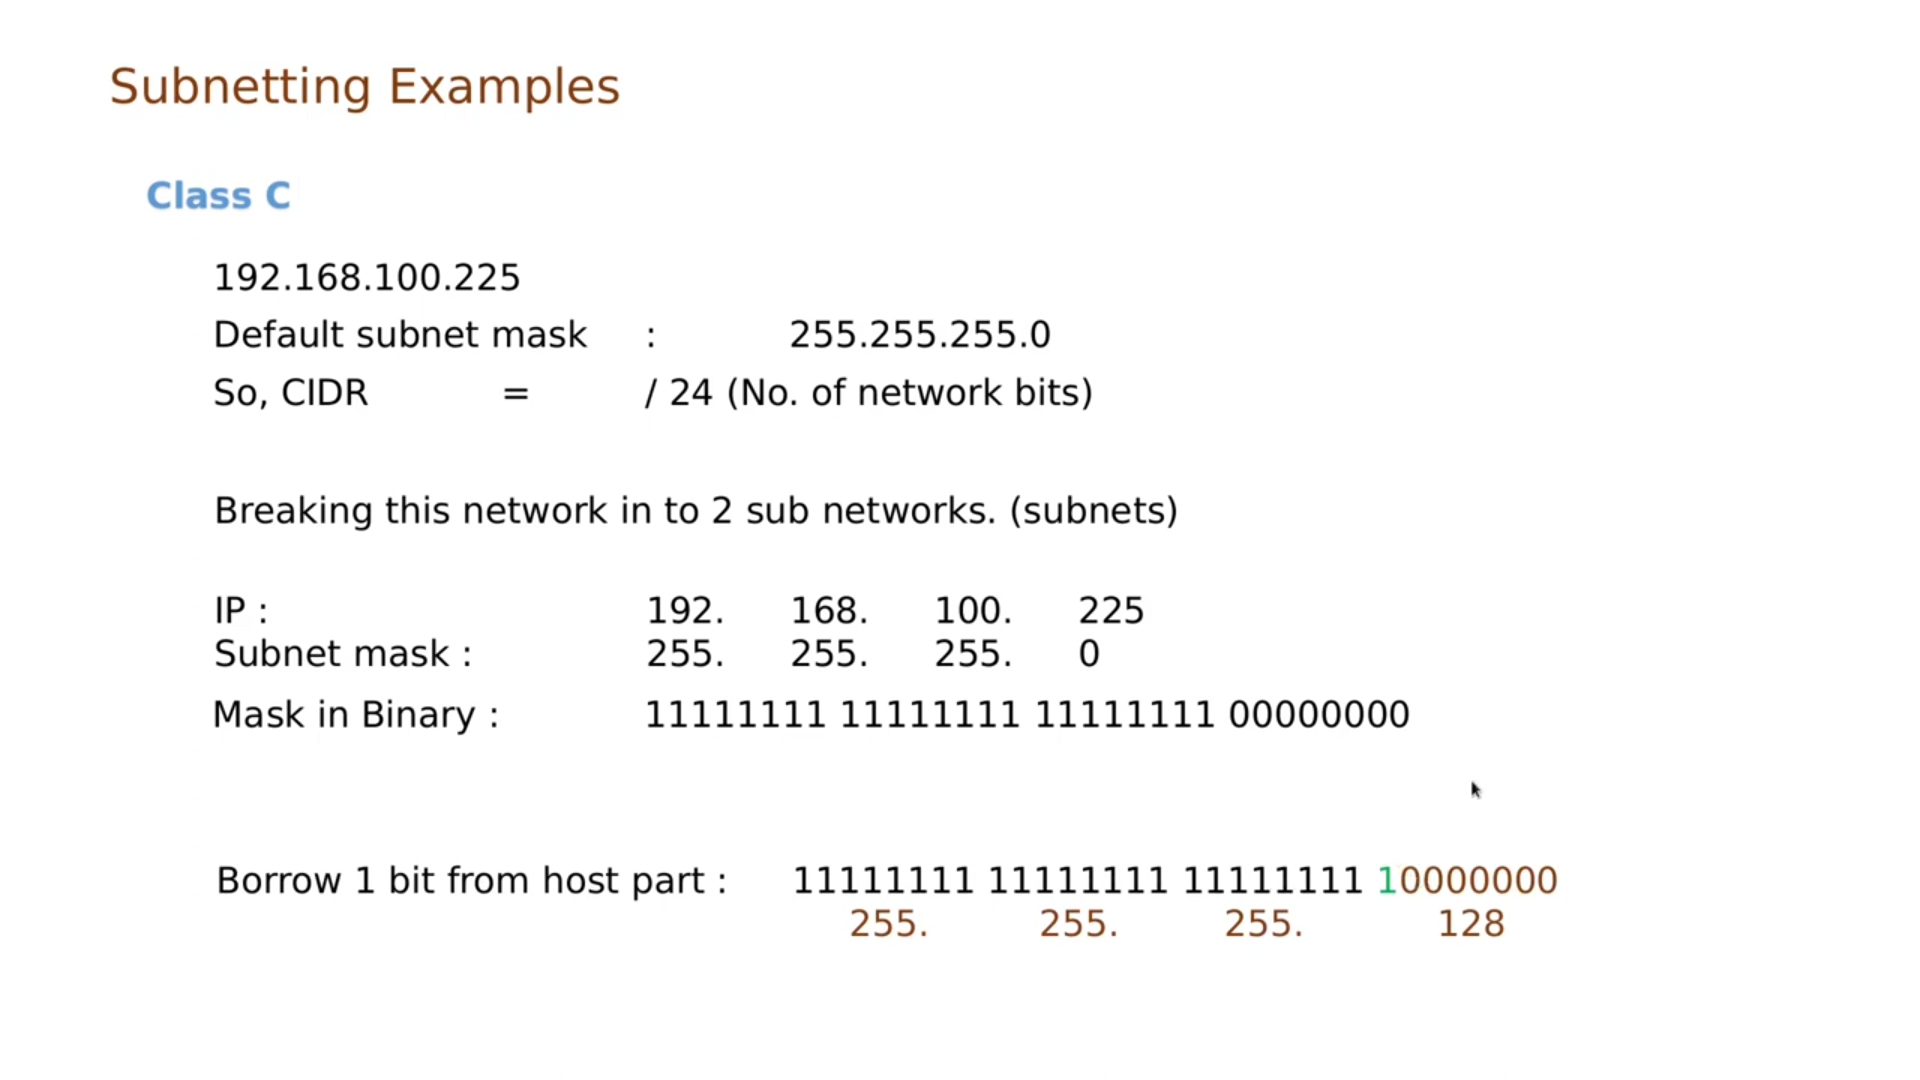 Subnetting Examples
Class C
192.168.100.225
Default subnet mask : 255.255.255.0
So, CIDR = / 24 (No. of network bits)
Breaking this network in to 2 sub networks. (subnets)
IP : 192. 168. 100. 225
Subnet mask : 255. 255. 255. 0
Mask in Binary : 11111111 11111111 11111111 00000000
Borrow 1 bit from host part : 11111111 11111111 11111111 10000000
255. 255. 255. 128